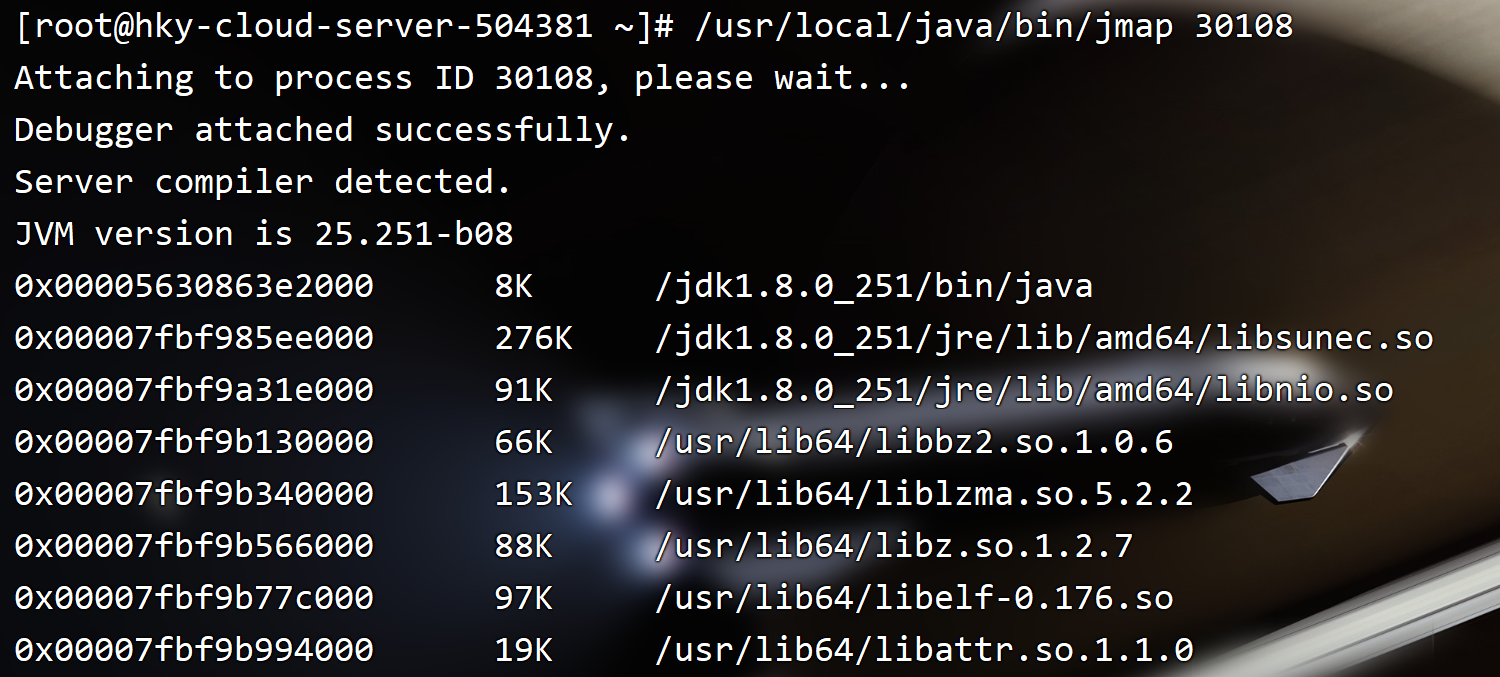 [root@hky-cloud-server-504381 ~]# /usr/local/java/bin/jmap 30108
Attaching to process ID 30108, please wait...
Debugger attached successfully.
Server compiler detected.
JVM version is 25.251-b08
0x00005630863e2000      8K      /jdk1.8.0_251/bin/java
0x00007fbf985ee000      276K    /jdk1.8.0_251/jre/lib/amd64/libsunec.so
0x00007fbf9a31e000      91K     /jdk1.8.0_251/jre/lib/amd64/libnio.so
0x00007fbf9b130000      66K     /usr/lib64/libbz2.so.1.0.6
0x00007fbf9b340000      153K    /usr/lib64/liblzma.so.5.2.2
0x00007fbf9b566000      88K     /usr/lib64/libz.so.1.2.7
0x00007fbf9b77c000      97K     /usr/lib64/libelf-0.176.so
0x00007fbf9b994000      19K     /usr/lib64/libattr.so.1.1.0